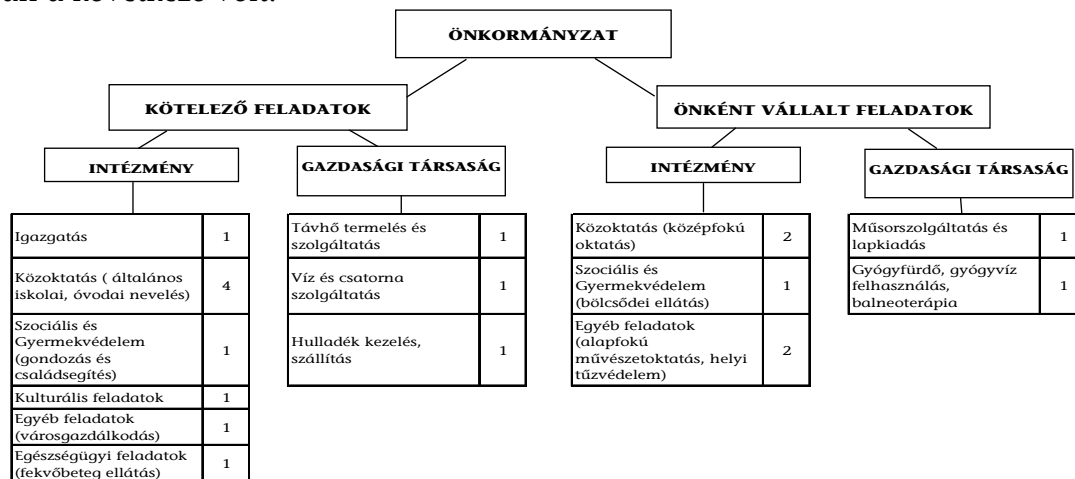 ÖNKORMÁNYZAT
KÖTELEZŐ FELADATOK
ÖNKÉNT VÁLLALT FELADATOK
INTÉZMÉNY
GAZDASÁGI TÁRSASÁG
INTÉZMÉNY
GAZDASÁGI TÁRSASÁG
Igazgatás 1
Közoktatás ( általános
iskolai, óvodai nevelés) 4
Szociális és
Gyermekvédelem
(gondozás és
családsegítés) 1
Kulturális feladatok 1
Egyéb feladatok
(városgazdálkodás) 1
Egészségügyi feladatok
(fekvőbeteg ellátás) 1
Távhő termelés és
szolgáltatás 1
Víz és csatorna
szolgáltatás 1
Hulladék kezelés,
szállítás 1
Közoktatás (középfokú
oktatás) 2
Szociális és
Gyermekvédelem
(bölcsődei ellátás) 1
Egyéb feladatok
(alapfokú
művészetoktatás, helyi
tűzvédelem) 2
Műsorszolgáltatás és
lapkiadás 1
Gyógyfürdő, gyógyvíz
felhasználás,
balneoterápia 1